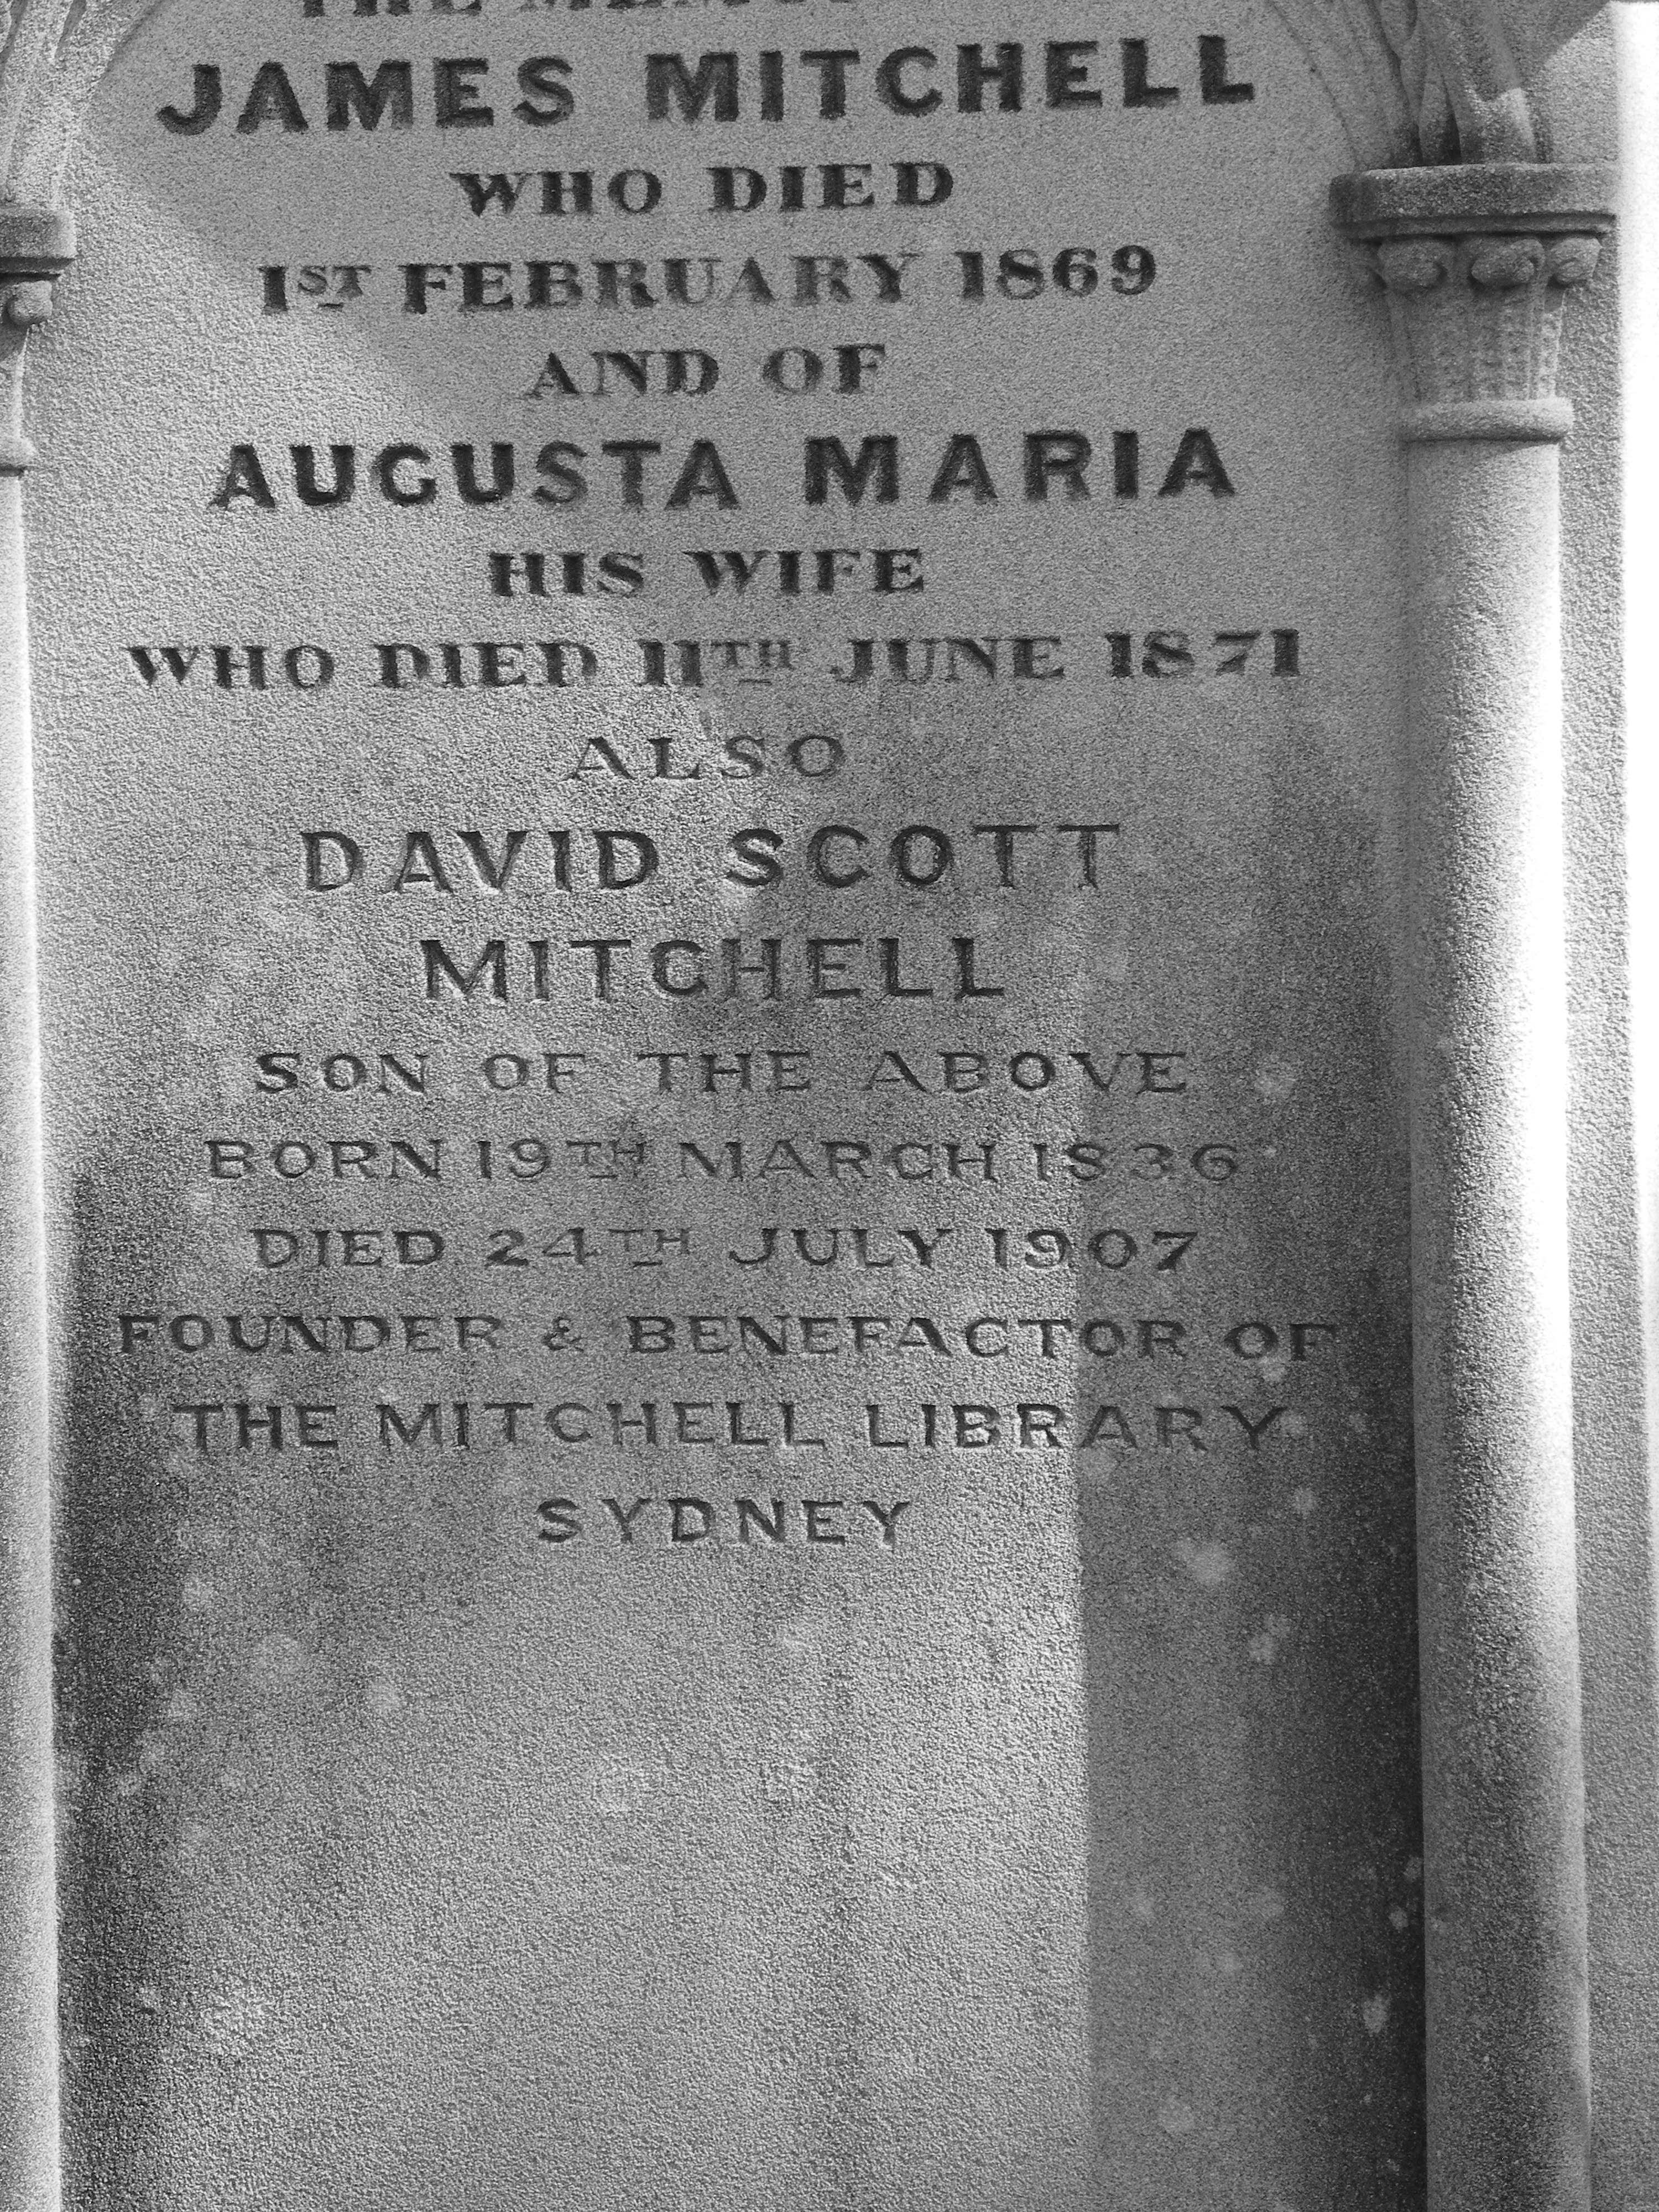 THE
JAMES MITCHELL
WHO DIED
1ST FEBRUARY 1869
AND OF
AUGUSTA MARIA
HIS WIFE
WHO DIED 11TH JUNE 1871
ALSO
DAVID SCOTT
MITCHELL
SON OF THE ABOVE
BORN 19TH MARCH 1836
DIED 24TH JULY 1907
FOUNDER & BENEFACTOR OF
THE MITCHELL LIBRARY
SYDNEY